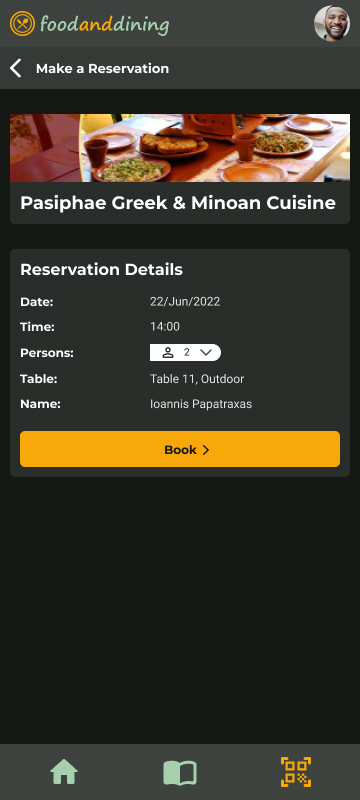 foodanddining
Make a Reservation
Pasiphae Greek & Minoan Cuisine
Reservation Details
Date: 22/Jun/2022
Time: 14:00
Persons: 2
Table: Table 11, Outdoor
Name: Ioannis Papatraxas
Book